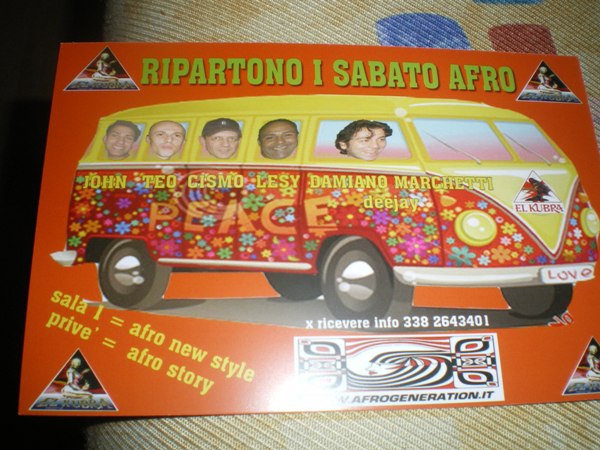 RIPARTONO I SABATO AFRO
JOHN TEO CISMO LESY DAMIANO MARCHETTI
deejay
PEACE
EL KUBRA
LOVE
sala 1 = afro new style
prive' = afro story
x ricevere info 338 2643401
WWW.AFROGENERATION.IT